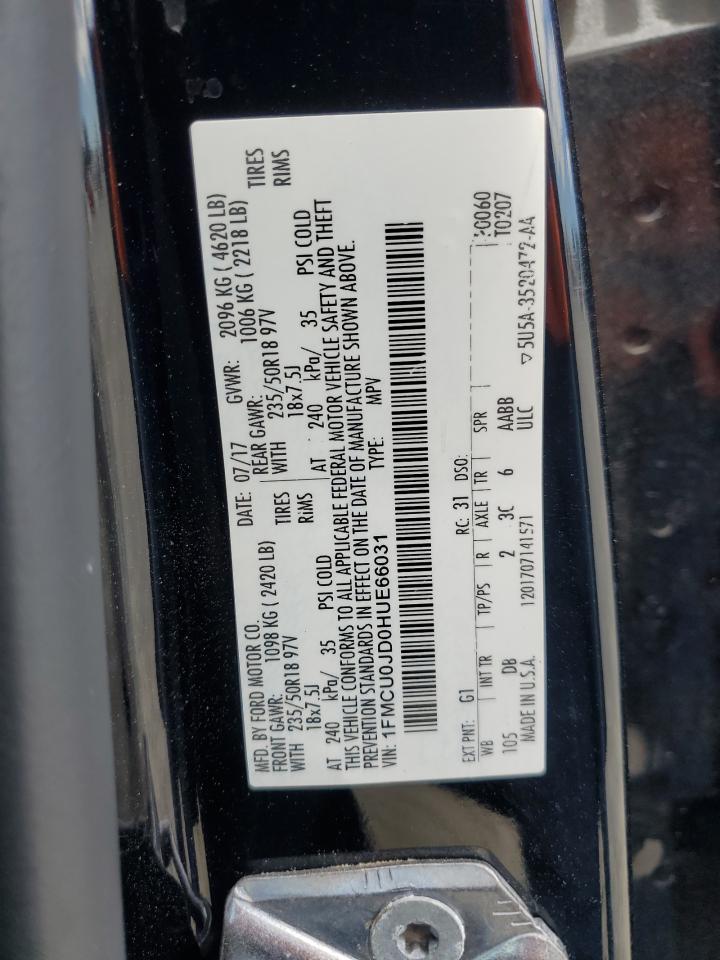 MFD. BY FORD MOTOR CO. DATE: 07/17 GVWR: 2096 KG ( 4620 LB)
FRONT GAWR: 1098 KG ( 2420 LB) REAR GAWR: 1006 KG ( 2218 LB)
WITH 235/50R18 97V TIRES WITH 235/50R18 97V TIRES
18x7.5J RIMS 18x7.5J RIMS
AT 240 kPa/ 35 PSI COLD AT 240 kPa/ 35 PSI COLD
THIS VEHICLE CONFORMS TO ALL APPLICABLE FEDERAL MOTOR VEHICLE SAFETY AND THEFT
PREVENTION STANDARDS IN EFFECT ON THE DATE OF MANUFACTURE SHOWN ABOVE.
VIN: 1FMCU0JD0HUE66031 TYPE: MPV
EXT PNT: G1 RC: 31 DSO: 0060
WB INT TR TP/PS R AXLE TR SPR T0207
105 DB 2 3C 6 AABB
MADE IN U.S.A. 1201707141571 ULC ▽5U5A-3520472-AA